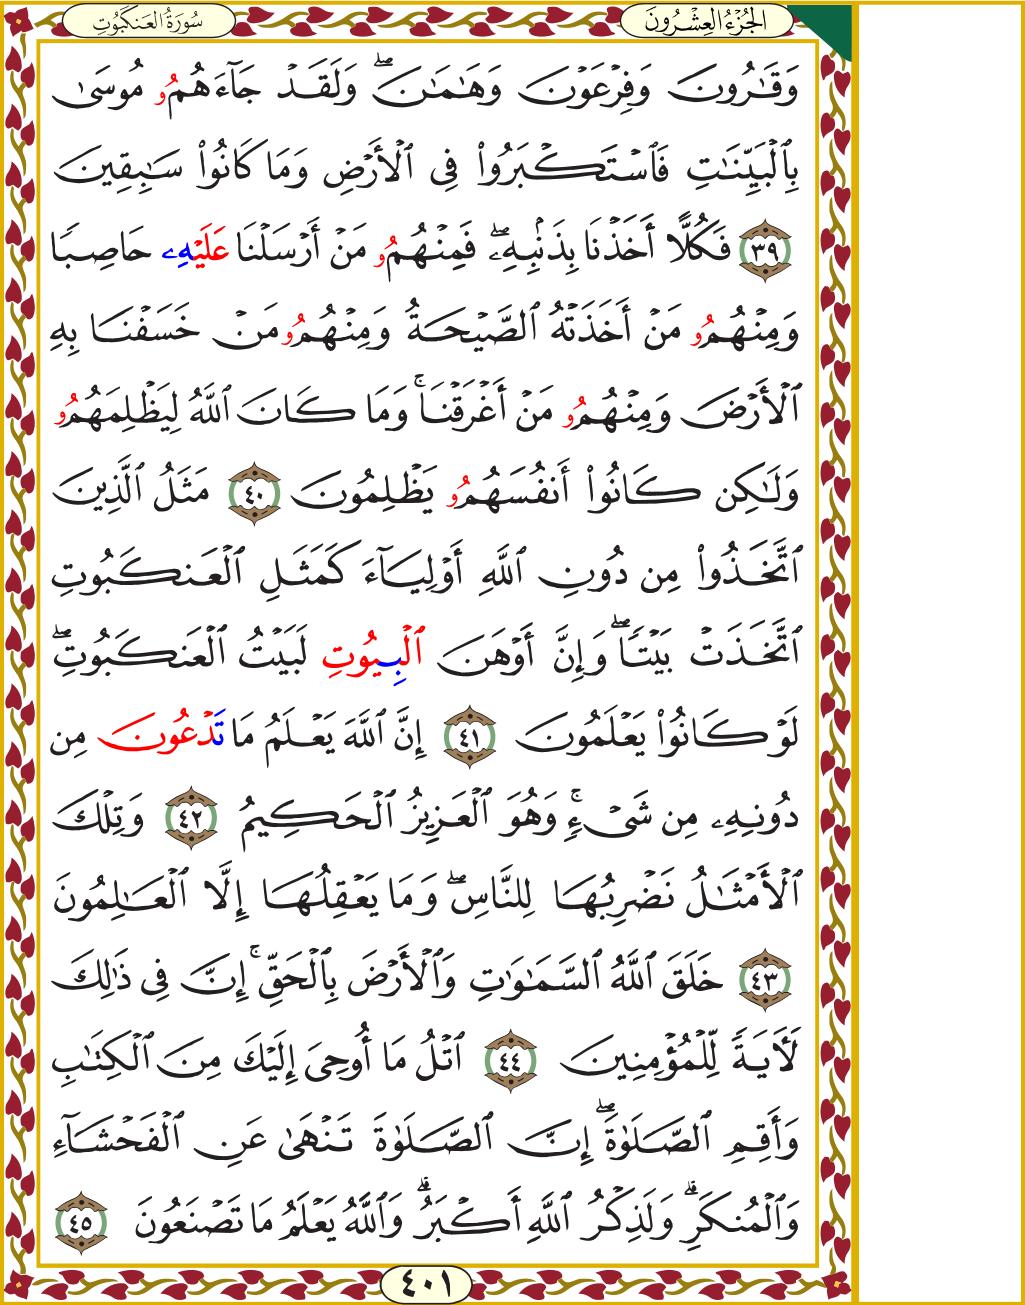 الجُزْءُ العِشْرُونَ
سُورَةُ العَنكَبُوتِ
وَقَٰرُونَ وَفِرْعَوْنَ وَهَٰمَٰنَۖ وَلَقَدْ جَآءَهُمُو مُوسَىٰ
بِٱلْبَيِّنَٰتِ فَٱسْتَكْبَرُوا۟ فِى ٱلْأَرْضِ وَمَا كَانُوا۟ سَٰبِقِينَ
٣٩ فَكُلًّا أَخَذْنَا بِذَنۢبِهِۦۖ فَمِنْهُمُو مَنْ أَرْسَلْنَا عَلَيْهِۦ حَاصِبًا
وَمِنْهُمُو مَنْ أَخَذَتْهُ ٱلصَّيْحَةُ وَمِنْهُمُو مَنْ خَسَفْنَا بِهِ
ٱلْأَرْضَ وَمِنْهُمُو مَنْ أَغْرَقْنَاۚ وَمَا كَانَ ٱللَّهُ لِيَظْلِمَهُمُو
وَلَٰكِن كَانُوٓا۟ أَنفُسَهُمُو يَظْلِمُونَ ٤٠ مَثَلُ ٱلَّذِينَ
ٱتَّخَذُوا۟ مِن دُونِ ٱللَّهِ أَوْلِيَآءَ كَمَثَلِ ٱلْعَنكَبُوتِ
ٱتَّخَذَتْ بَيْتًاۖ وَإِنَّ أَوْهَنَ ٱلْبِيُوتِ لَبَيْتُ ٱلْعَنكَبُوتِۖ
لَوْ كَانُوا۟ يَعْلَمُونَ ٤١ إِنَّ ٱللَّهَ يَعْلَمُ مَا تَدْعُونَ مِن
دُونِهِۦ مِن شَىْءٍۚ وَهُوَ ٱلْعَزِيزُ ٱلْحَكِيمُ ٤٢ وَتِلْكَ
ٱلْأَمْثَٰلُ نَضْرِبُهَا لِلنَّاسِۖ وَمَا يَعْقِلُهَا إِلَّا ٱلْعَٰلِمُونَ
٤٣ خَلَقَ ٱللَّهُ ٱلسَّمَٰوَٰتِ وَٱلْأَرْضَ بِٱلْحَقِّۚ إِنَّ فِى ذَٰلِكَ
لَأٓيَةً لِّلْمُؤْمِنِينَ ٤٤ ٱتْلُ مَا أُوحِىَ إِلَيْكَ مِنَ ٱلْكِتَٰبِ
وَأَقِمِ ٱلصَّلَوٰةَۖ إِنَّ ٱلصَّلَوٰةَ تَنْهَىٰ عَنِ ٱلْفَحْشَآءِ
وَٱلْمُنكَرِۗ وَلَذِكْرُ ٱللَّهِ أَكْبَرُۗ وَٱللَّهُ يَعْلَمُ مَا تَصْنَعُونَ ٤٥
٤٠١